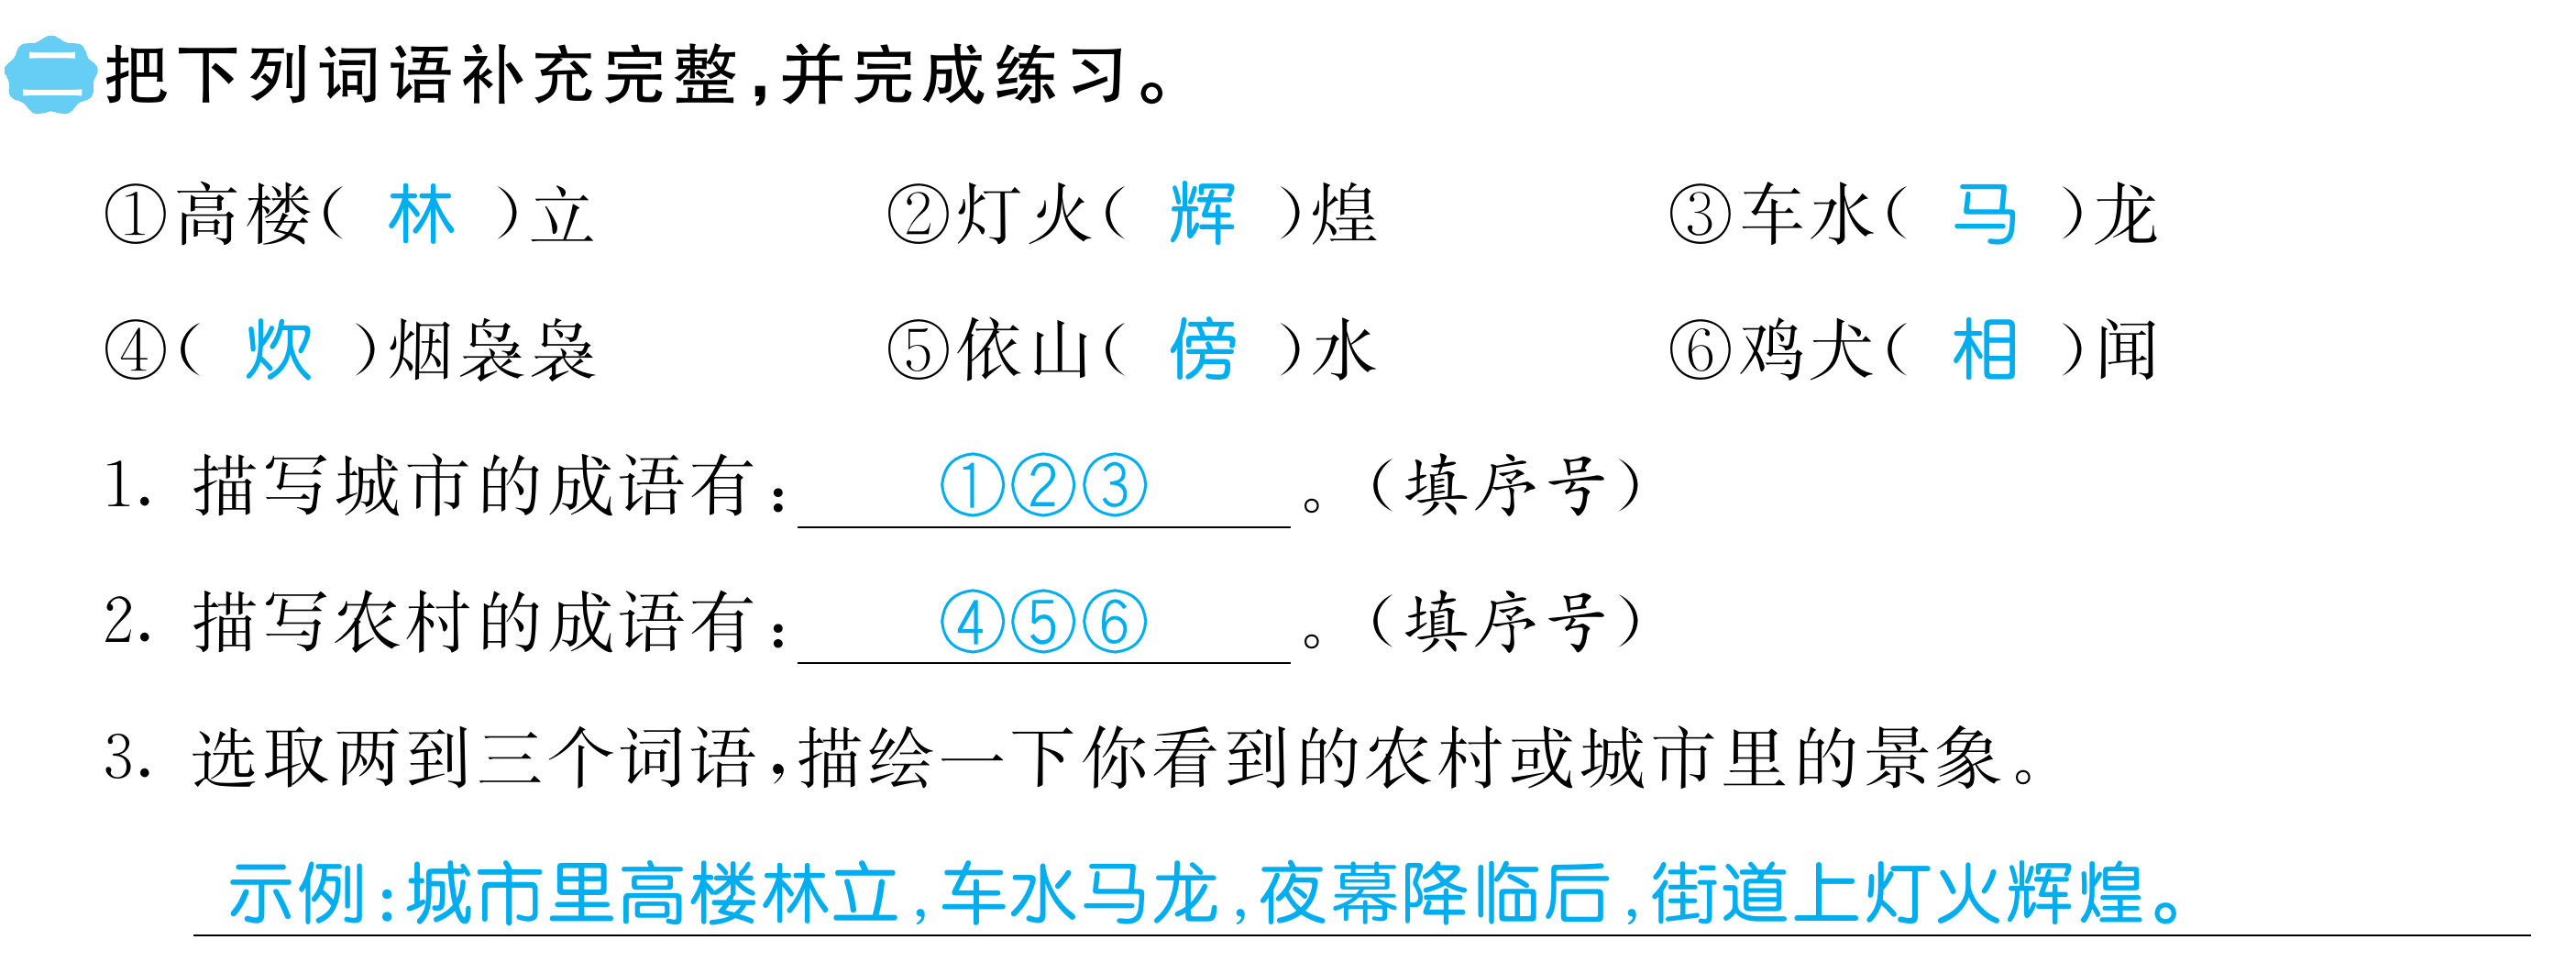 二 把下列词语补充完整,并完成练习。
①高楼( 林 )立 ②灯火( 辉 )煌 ③车水( 马 )龙
④( 炊 )烟袅袅 ⑤依山( 傍 )水 ⑥鸡犬( 相 )闻
1. 描写城市的成语有: ①②③ 。(填序号)
2. 描写农村的成语有: ④⑤⑥ 。(填序号)
3. 选取两到三个词语,描绘一下你看到的农村或城市里的景象。
示例:城市里高楼林立,车水马龙,夜幕降临后,街道上灯火辉煌。